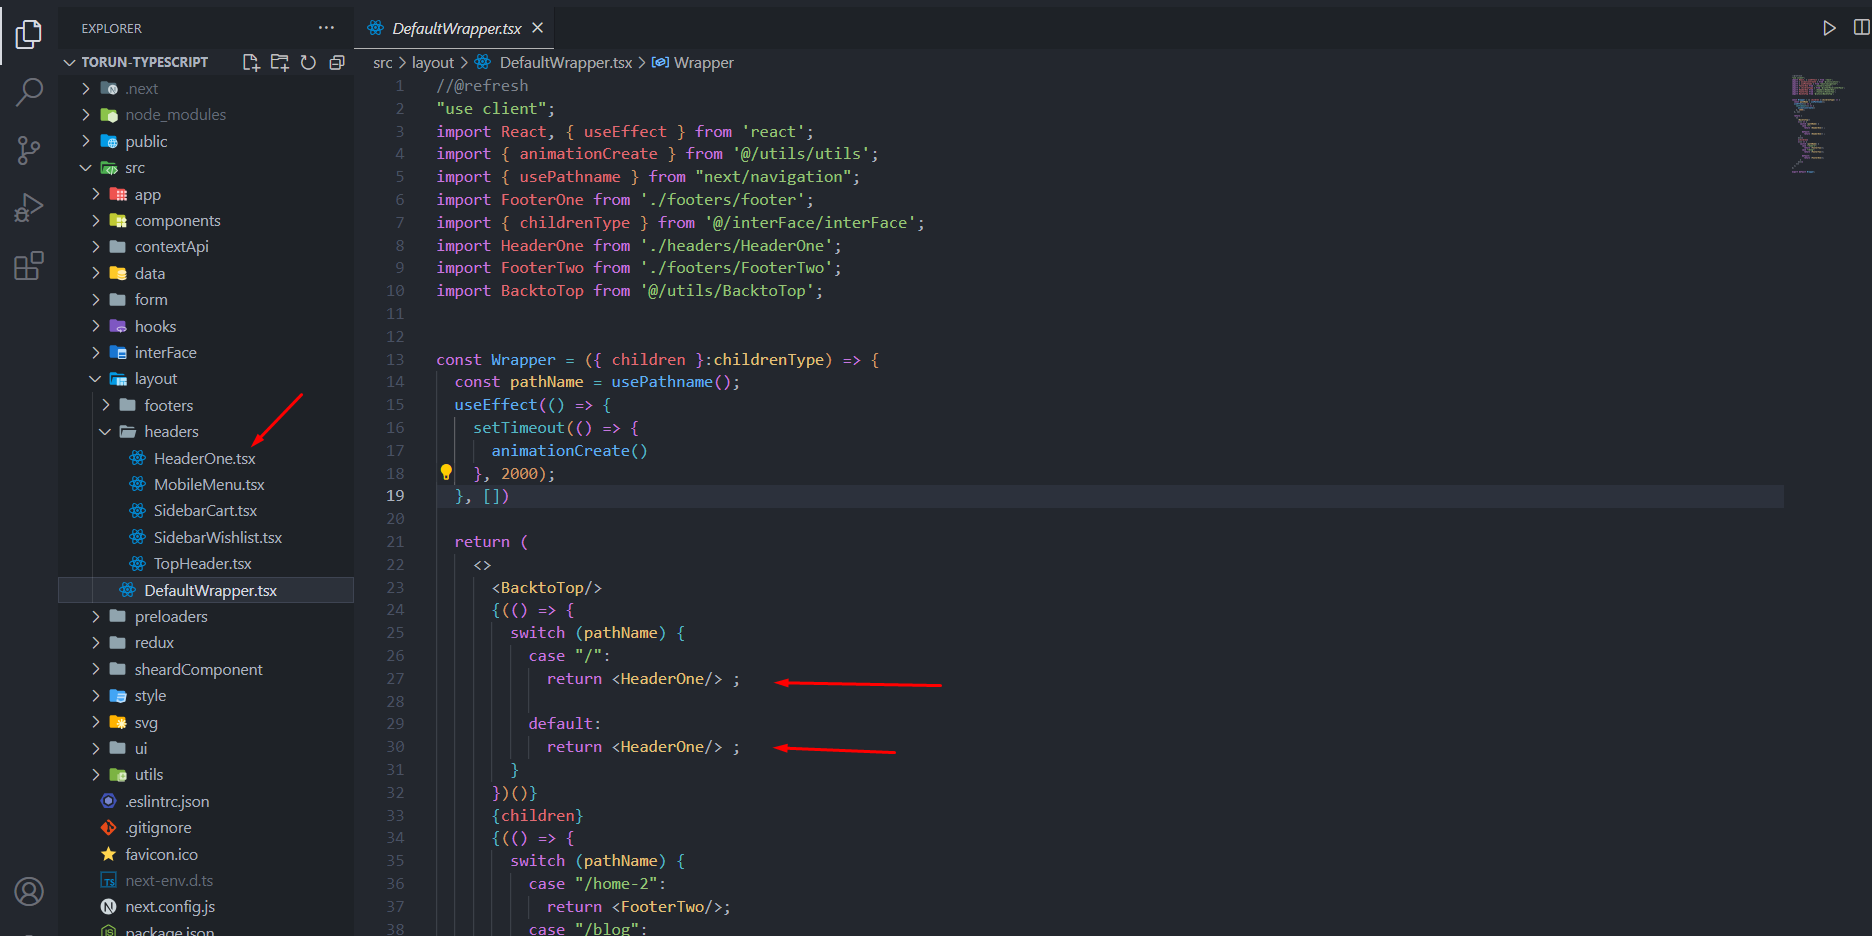 EXPLORER
TORUN-TYPESCRIPT
.next
node_modules
public
src
app
components
contextApi
data
form
hooks
interFace
layout
footers
headers
HeaderOne.tsx
MobileMenu.tsx
SidebarCart.tsx
SidebarWishlist.tsx
TopHeader.tsx
DefaultWrapper.tsx
preloaders
redux
sheardComponent
style
svg
ui
utils
.eslintrc.json
.gitignore
favicon.ico
next-env.d.ts
next.config.js
package.json
DefaultWrapper.tsx
src > layout > DefaultWrapper.tsx > Wrapper
1 //@refresh
2 "use client";
3 import React, { useEffect } from 'react';
4 import { animationCreate } from '@/utils/utils';
5 import { usePathname } from "next/navigation";
6 import FooterOne from './footers/footer';
7 import { childrenType } from '@/interFace/interFace';
8 import HeaderOne from './headers/HeaderOne';
9 import FooterTwo from './footers/FooterTwo';
10 import BacktoTop from '@/utils/BacktoTop';
11
12
13 const Wrapper = ({ children }:childrenType) => {
14 const pathName = usePathname();
15 useEffect(() => {
16 setTimeout(() => {
17 animationCreate()
18 }, 2000);
19 }, [])
20
21 return (
22 <>
23 <BacktoTop/>
24 {(() => {
25 switch (pathName) {
26 case "/":
27 return <HeaderOne/> ;
28
29 default:
30 return <HeaderOne/> ;
31 }
32 })()}
33 {children}
34 {(() => {
35 switch (pathName) {
36 case "/home-2":
37 return <FooterTwo/>;
38 case "/blog":